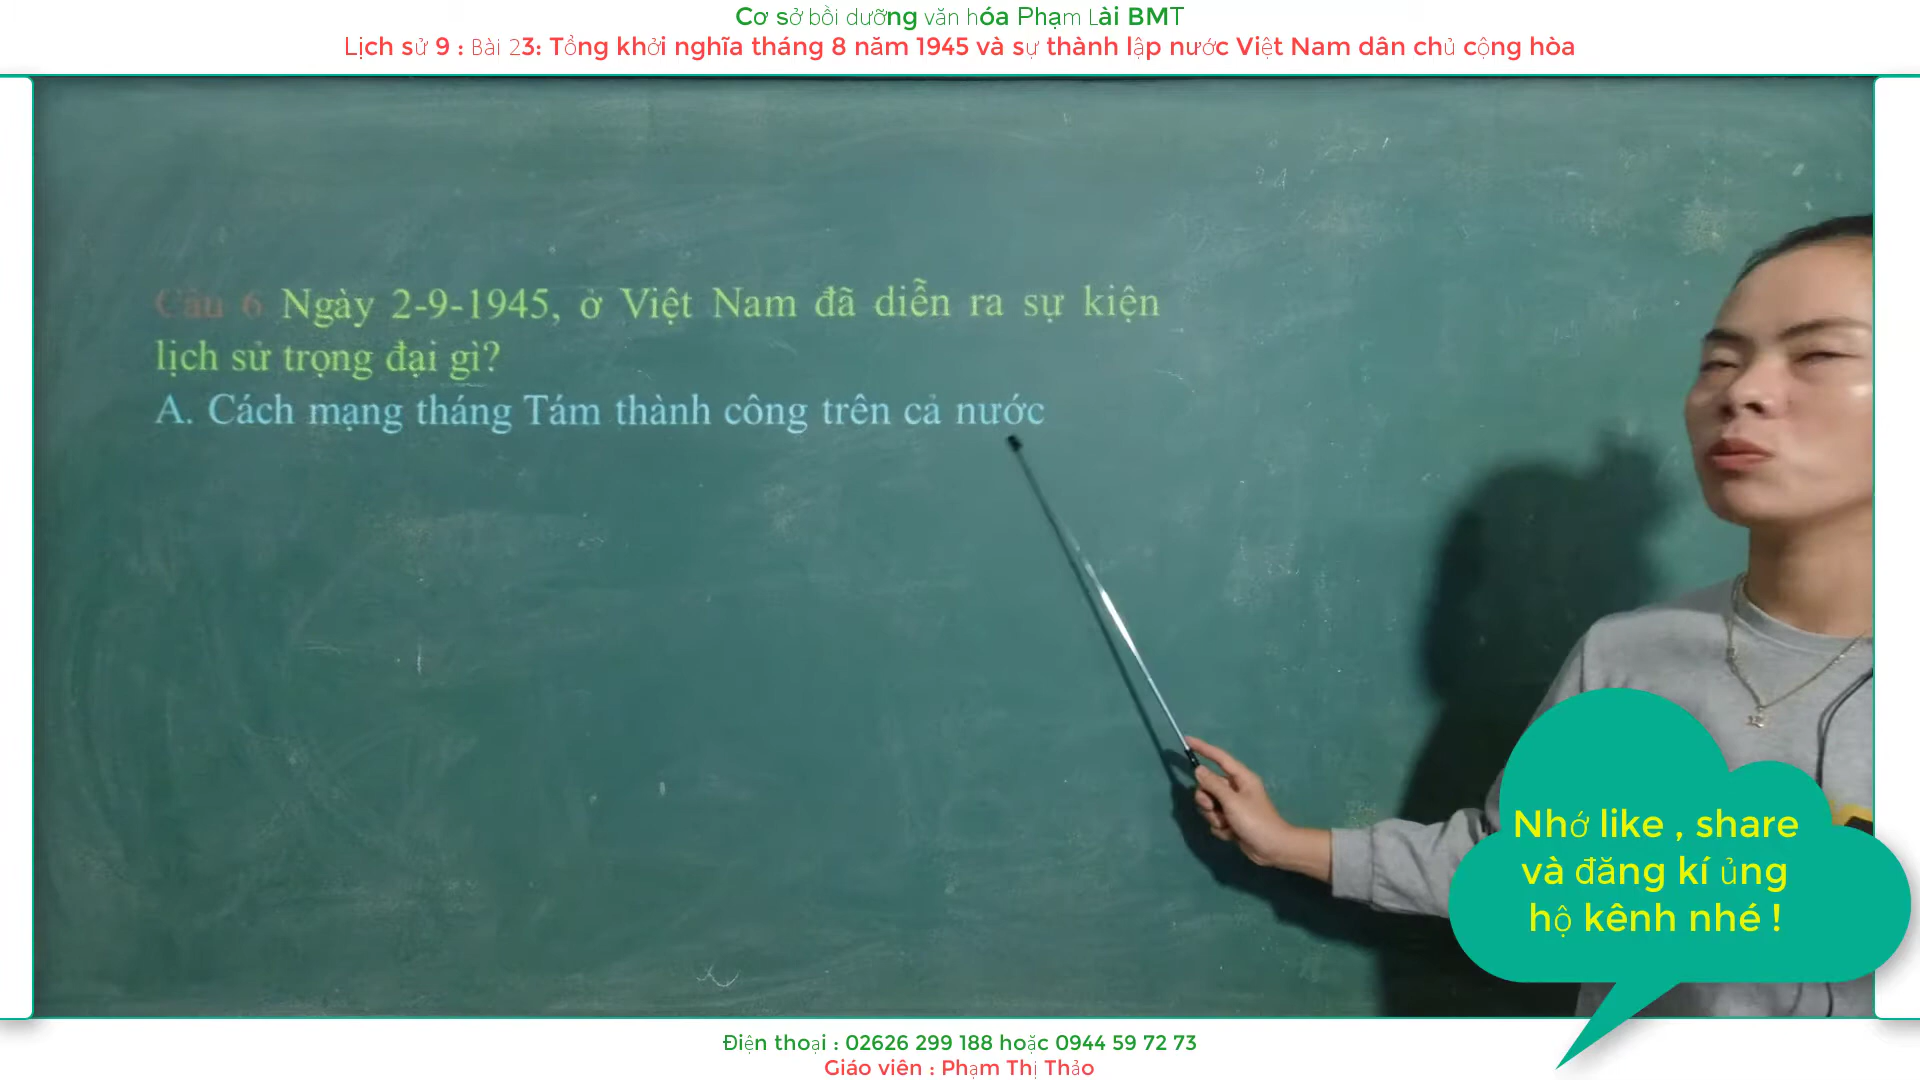 Cơ sở bồi dưỡng văn hóa Phạm Lài BMT
Lịch sử 9 : Bài 23: Tổng khởi nghĩa tháng 8 năm 1945 và sự thành lập nước Việt Nam dân chủ cộng hòa
Câu 6 Ngày 2-9-1945, ở Việt Nam đã diễn ra sự kiện
lịch sử trọng đại gì?
A. Cách mạng tháng Tám thành công trên cả nước
Nhớ like , share
và đăng kí ủng
hộ kênh nhé !
Điện thoại : 02626 299 188 hoặc 0944 59 72 73
Giáo viên : Phạm Thị Thảo